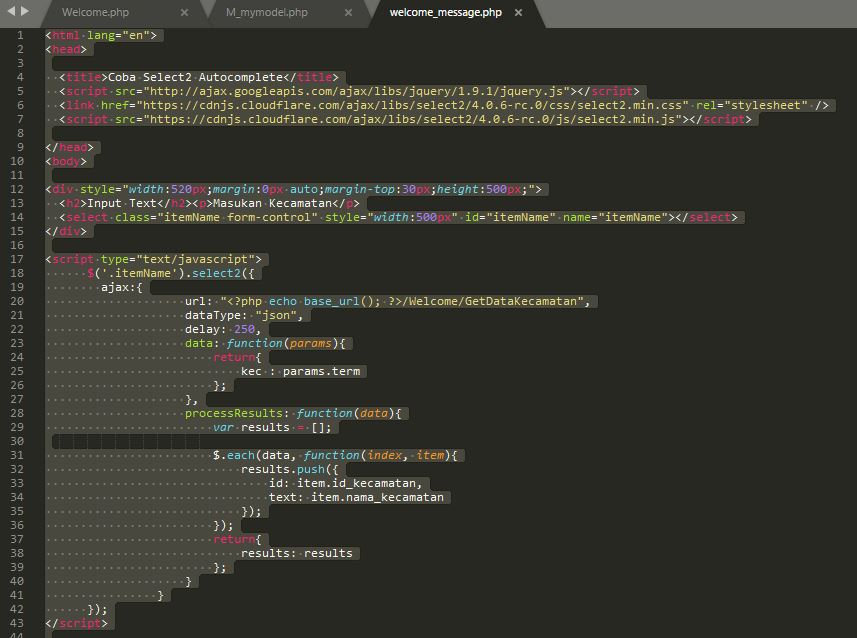 Welcome.php × M_mymodel.php × welcome_message.php ×
1 <html lang="en">
2 <head>
3
4 <title>Coba Select2 Autocomplete</title>
5 <script src="http://ajax.googleapis.com/ajax/libs/jquery/1.9.1/jquery.js"></script>
6 <link href="https://cdnjs.cloudflare.com/ajax/libs/select2/4.0.6-rc.0/css/select2.min.css" rel="stylesheet" />
7 <script src="https://cdnjs.cloudflare.com/ajax/libs/select2/4.0.6-rc.0/js/select2.min.js"></script>
8
9 </head>
10 <body>
11
12 <div style="width:520px;margin:0px auto;margin-top:30px;height:500px;">
13 <h2>Input Text</h2><p>Masukan Kecamatan</p>
14 <select class="itemName form-control" style="width:500px" id="itemName" name="itemName"></select>
15 </div>
16
17 <script type="text/javascript">
18 $('.itemName').select2({
19 ajax:{
20 url: "<?php echo base_url(); ?>/Welcome/GetDataKecamatan",
21 dataType: "json",
22 delay: 250,
23 data: function(params){
24 return{
25 kec : params.term
26 };
27 },
28 processResults: function(data){
29 var results = [];
30
31 $.each(data, function(index, item){
32 results.push({
33 id: item.id_kecamatan,
34 text: item.nama_kecamatan
35 });
36 });
37 return{
38 results: results
39 };
40 }
41 }
42 });
43 </script>
44